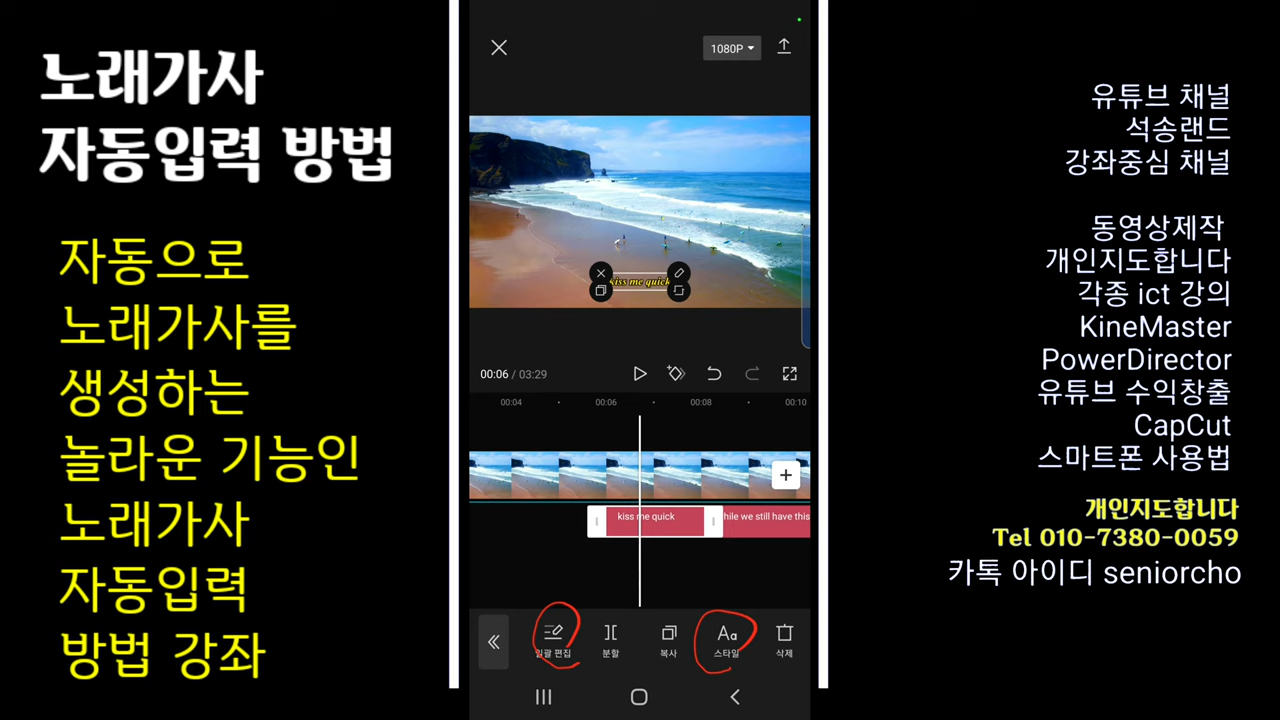 노래가사
자동입력 방법
자동으로
노래가사를
생성하는
놀라운 기능인
노래가사
자동입력
방법 강좌
1080P
kiss me quick
00:06 / 03:29
00:04
00:06
00:08
00:10
kiss me quick
hile we still have this
일괄 편집
분할
복사
스타일
삭제
유튜브 채널
석송랜드
강좌중심 채널
동영상제작
개인지도합니다
각종 ict 강의
KineMaster
PowerDirector
유튜브 수익창출
CapCut
스마트폰 사용법
개인지도합니다
Tel 010-7380-0059
카톡 아이디 seniorcho